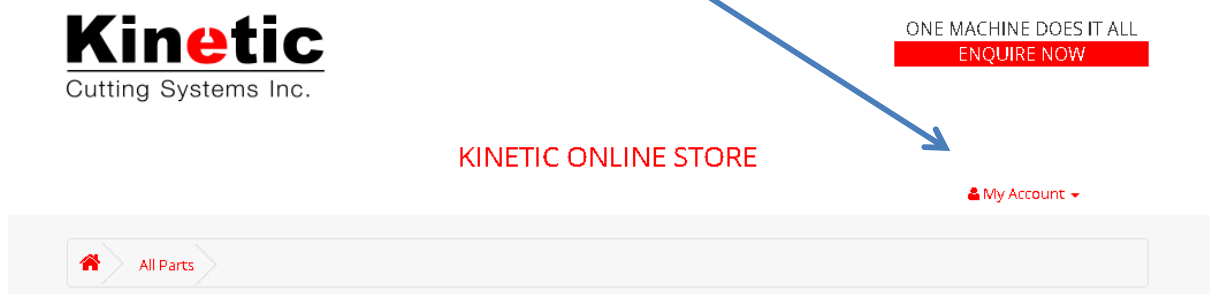 Kinetic
Cutting Systems Inc.
ONE MACHINE DOES IT ALL
ENQUIRE NOW
KINETIC ONLINE STORE
My Account
All Parts